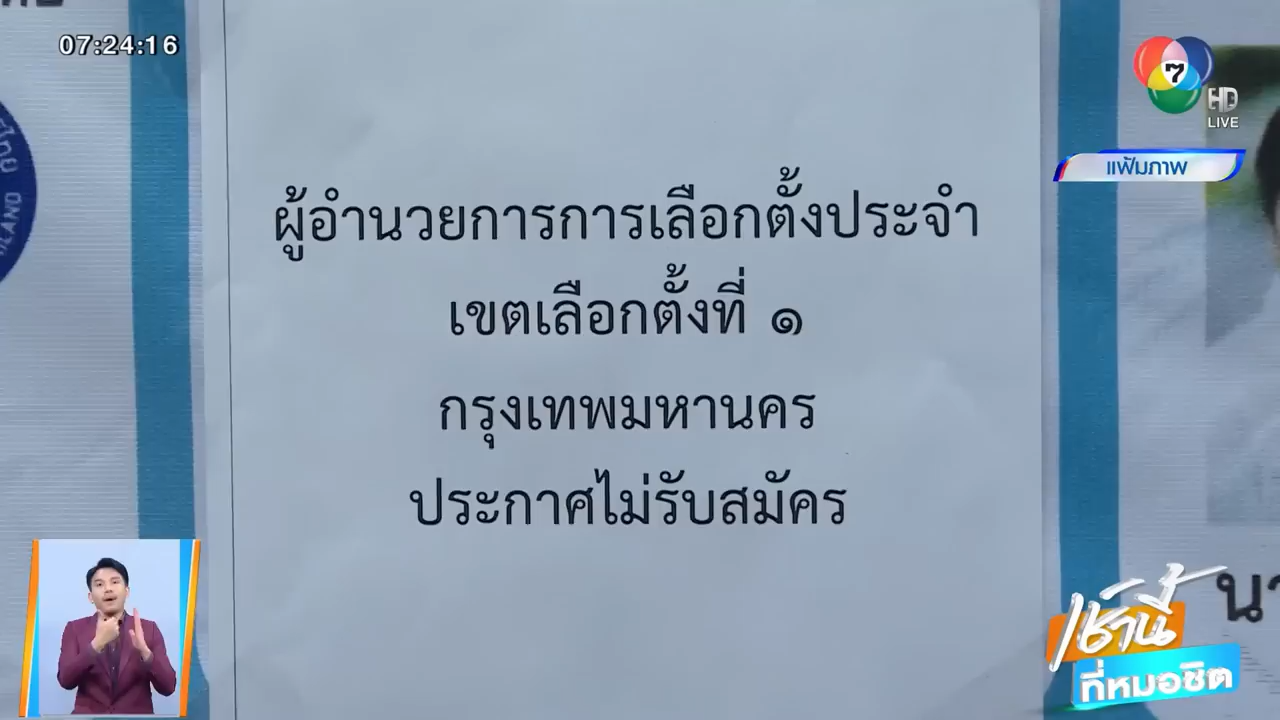 07:24:16
7
HD
LIVE
แฟ้มภาพ
ผู้อำนวยการการเลือกตั้งประจำ
เขตเลือกตั้งที่ ๑
กรุงเทพมหานคร
ประกาศไม่รับสมัคร
เช้านี้
ที่หมอชิต